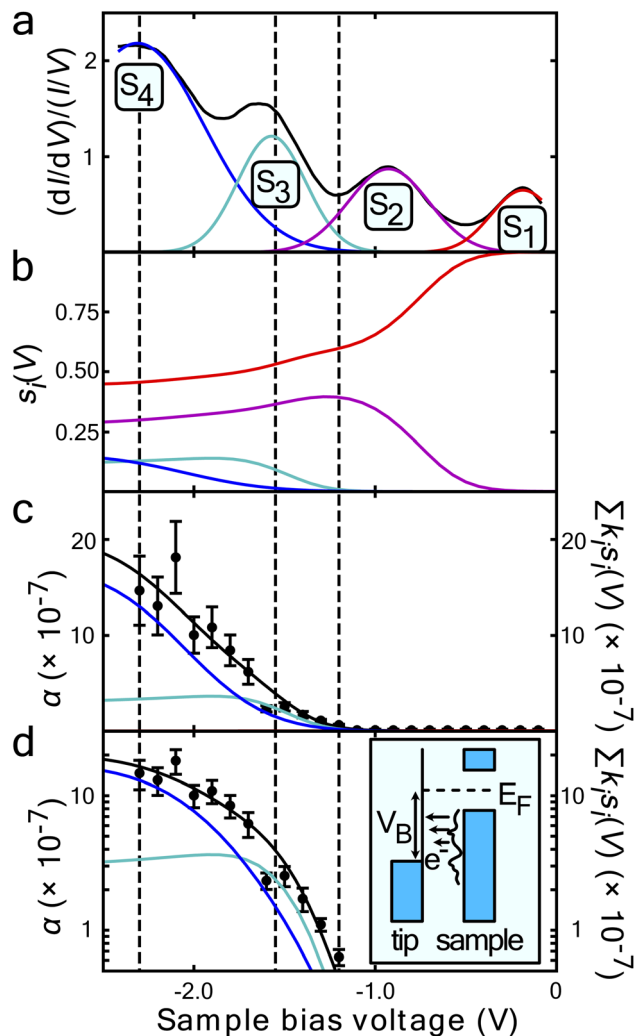 a
(dI/dV)/(I/V)
2
1
S4
S3
S2
S1
b
si(V)
0.75
0.50
0.25
c
α (× 10-7)
20
10
20
10
∑kisi(V) (× 10-7)
d
α (× 10-7)
10
1
10
1
∑kisi(V) (× 10-7)
VB
EF
e-
tip
sample
-2.0
-1.0
0
Sample bias voltage (V)